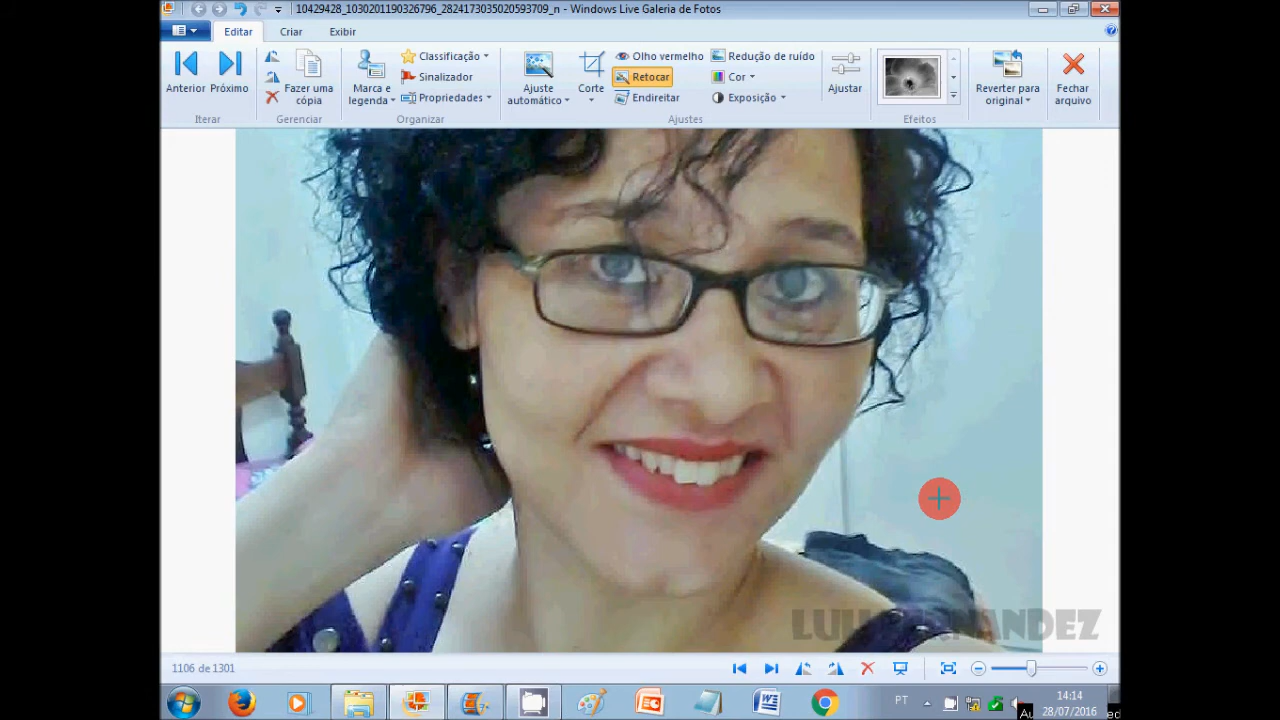 10429428_1030201190326796_2824173035020593709_n - Windows Live Galeria de Fotos
Editar Criar Exibir
Anterior Próximo
Fazer uma cópia
Marca e legenda
Classificação
Sinalizador
Propriedades
Ajuste automático
Corte
Olho vermelho
Retocar
Endireitar
Redução de ruído
Cor
Exposição
Ajustar
Reverter para original
Fechar arquivo
Iterar Gerenciar Organizar Ajustes Efeitos
1106 de 1301
PT
14:14
28/07/2016